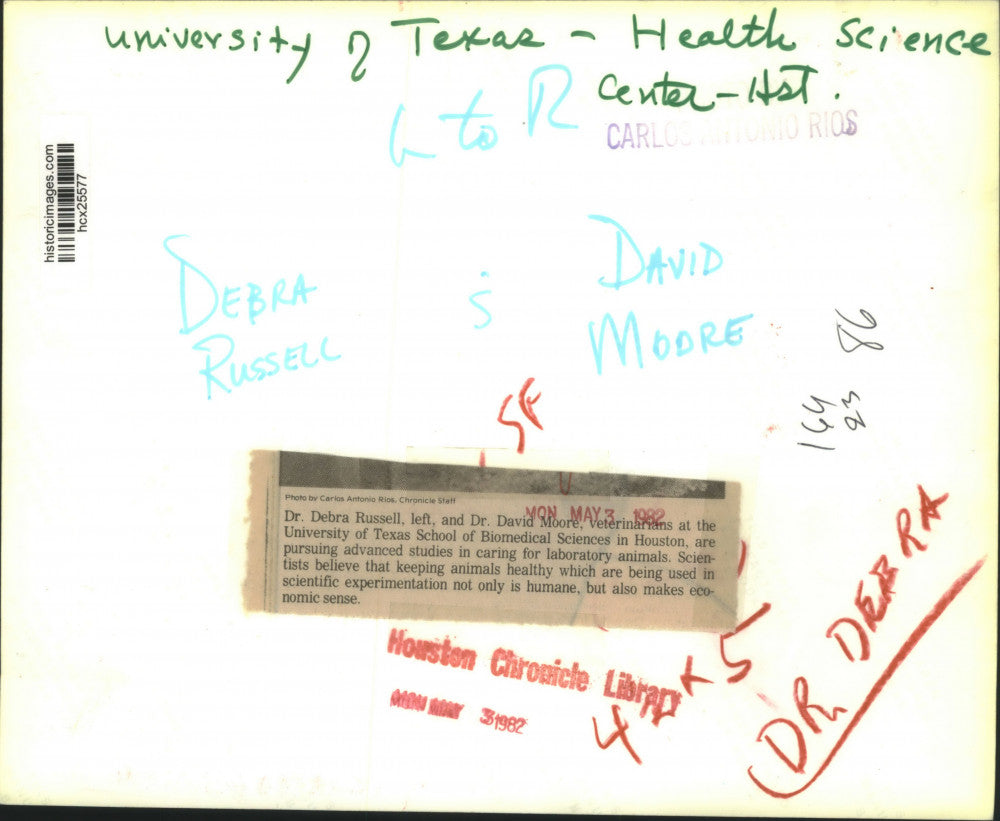 university of Texas - Health Science
Center - Hst.
L to R
CARLOS ANTONIO RIOS
historicimages.com
hcx25577
DEBRA
RUSSELL
DAVID
MOORE
86
164
23
5F
Photo by Carlos Antonio Rios, Chronicle Staff
MON MAY 3 1982
Dr. Debra Russell, left, and Dr. David Moore, veterinarians at the
University of Texas School of Biomedical Sciences in Houston, are
pursuing advanced studies in caring for laboratory animals. Scien-
tists believe that keeping animals healthy which are being used in
scientific experimentation not only is humane, but also makes eco-
nomic sense.
Houston Chronicle Library
MON MAY 3 1982
4 x 5
DR DEBRA